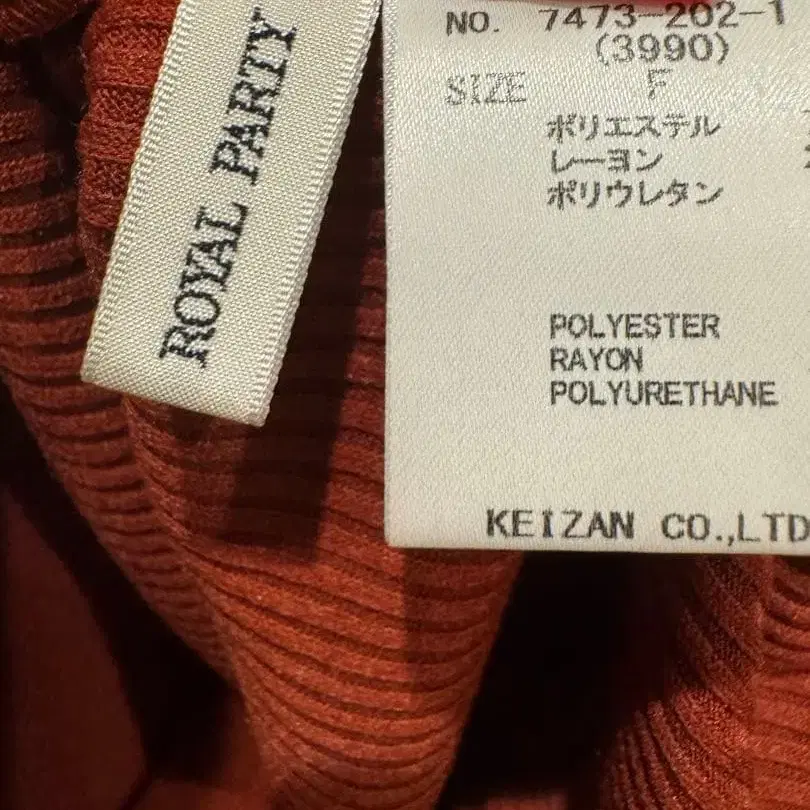 ROYAL PARTY
NO. 7473-202-1
(3990)
SIZE F
ポリエステル
レーヨン
ポリウレタン
POLYESTER
RAYON
POLYURETHANE
KEIZAN CO.,LTD